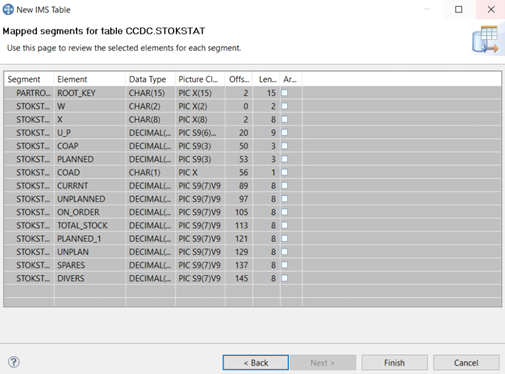 New IMS Table
Mapped segments for table CCDC.STOKSTAT
Use this page to review the selected elements for each segment.
Segment Element Data Type Picture Cl... Offs... Len... Ar...
PARTRO... ROOT_KEY CHAR(15) PIC X(15) 2 15
STOKST... W CHAR(2) PIC X(2) 0 2
STOKST... X CHAR(8) PIC X(8) 2 8
STOKST... U_P DECIMAL(... PIC S9(6)... 20 9
STOKST... COAP DECIMAL(... PIC S9(3) 50 3
STOKST... PLANNED DECIMAL(... PIC S9(3) 53 3
STOKST... COAD CHAR(1) PIC X 56 1
STOKST... CURRNT DECIMAL(... PIC S9(7)V9 89 8
STOKST... UNPLANNED DECIMAL(... PIC S9(7)V9 97 8
STOKST... ON_ORDER DECIMAL(... PIC S9(7)V9 105 8
STOKST... TOTAL_STOCK DECIMAL(... PIC S9(7)V9 113 8
STOKST... PLANNED_1 DECIMAL(... PIC S9(7)V9 121 8
STOKST... UNPLAN DECIMAL(... PIC S9(7)V9 129 8
STOKST... SPARES DECIMAL(... PIC S9(7)V9 137 8
STOKST... DIVERS DECIMAL(... PIC S9(7)V9 145 8
? < Back Next > Finish Cancel